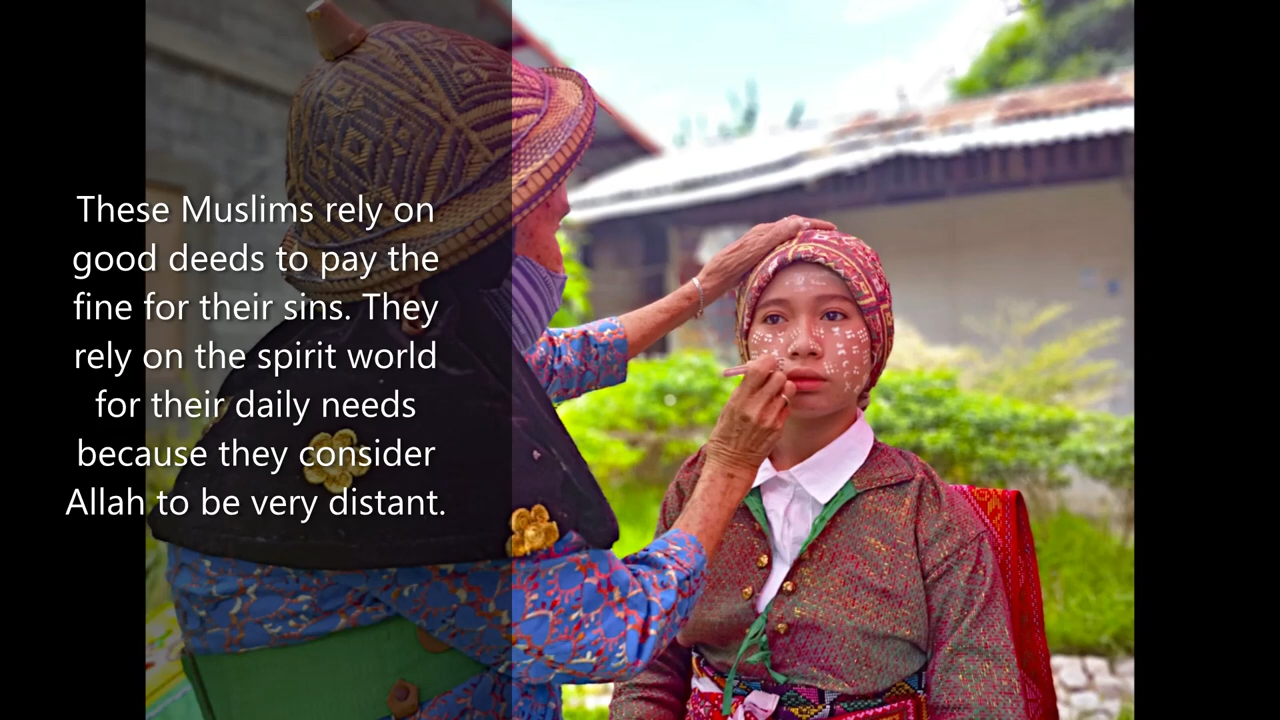 These Muslims rely on
good deeds to pay the
fine for their sins. They
rely on the spirit world
for their daily needs
because they consider
Allah to be very distant.